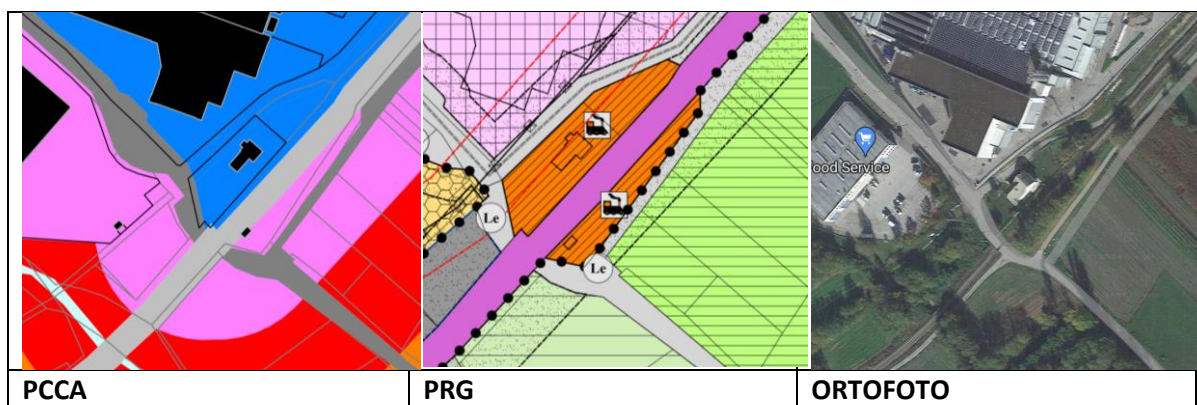 Le
Le
ood Service
PCCA
PRG
ORTOFOTO